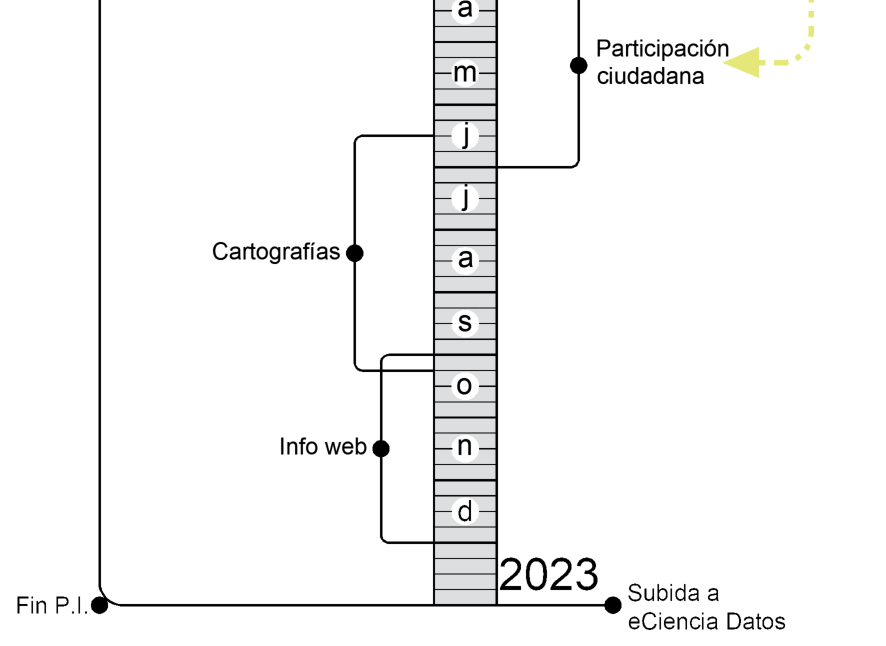 a
Participación
ciudadana
m
j
j
Cartografías
a
s
o
Info web
n
d
2023
Fin P.I.
Subida a
eCiencia Datos